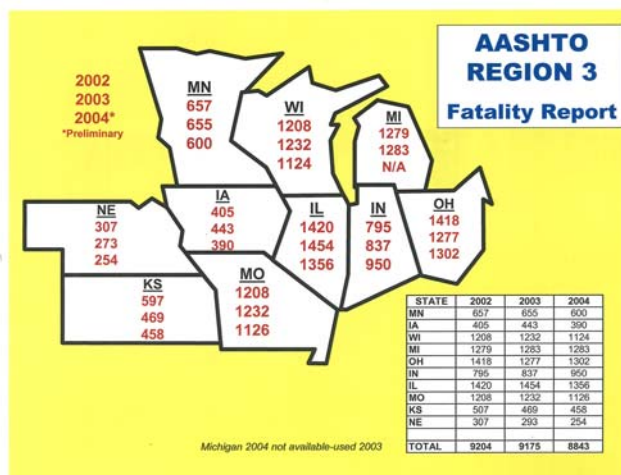 AASHTO
REGION 3
Fatality Report
2002
2003
2004*
*Preliminary
MN
657
655
600
WI
1208
1232
1124
MI
1279
1283
N/A
NE
307
273
254
IA
405
443
390
IL
1420
1454
1356
IN
795
837
950
OH
1418
1277
1302
KS
597
469
458
MO
1208
1232
1126
STATE 2002 2003 2004
MN 657 655 600
IA 405 443 390
WI 1208 1232 1124
MI 1279 1283 1283
OH 1418 1277 1302
IN 795 837 950
IL 1420 1454 1356
MO 1208 1232 1126
KS 507 469 458
NE 307 293 254
TOTAL 9204 9175 8843
Michigan 2004 not available-used 2003